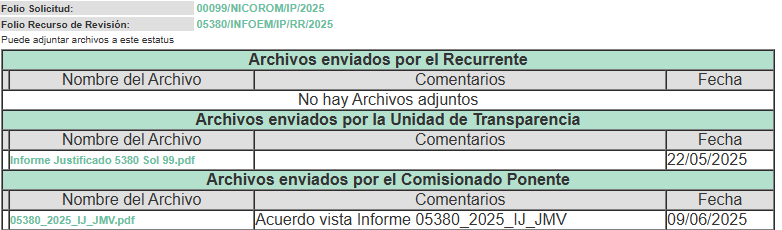 Folio Solicitud: 00099/NICOROM/IP/2025
Folio Recurso de Revisión: 05380/INFOEM/IP/RR/2025
Puede adjuntar archivos a este estatus
Archivos enviados por el Recurrente
Nombre del Archivo Comentarios Fecha
No hay Archivos adjuntos
Archivos enviados por la Unidad de Transparencia
Nombre del Archivo Comentarios Fecha
Informe Justificado 5380 Sol 99.pdf 22/05/2025
Archivos enviados por el Comisionado Ponente
Nombre del Archivo Comentarios Fecha
05380_2025_IJ_JMV.pdf Acuerdo vista Informe 05380_2025_IJ_JMV 09/06/2025